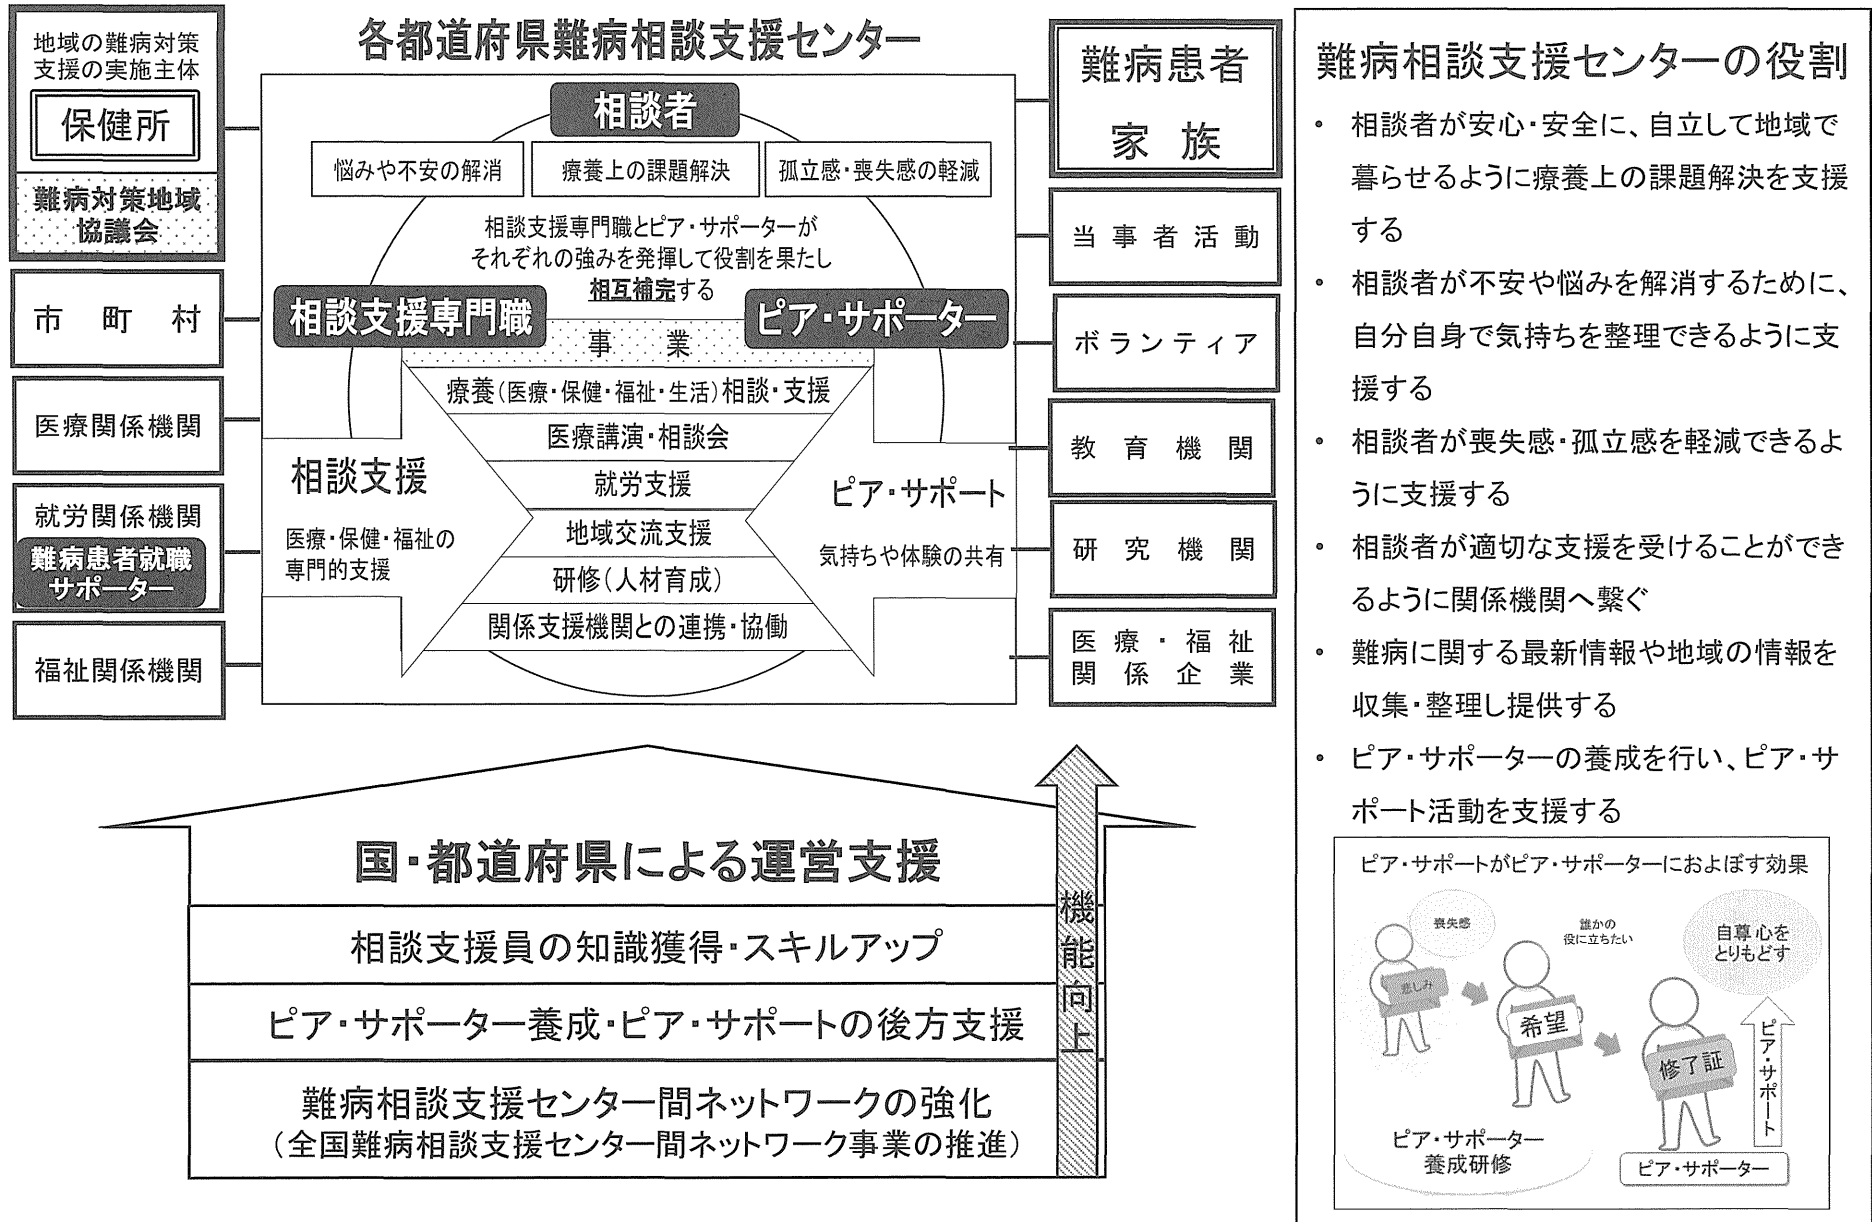 各都道府県難病相談支援センター
地域の難病対策
支援の実施主体
保健所
難病対策地域
協議会
市町村
医療関係機関
就労関係機関
難病患者就職
サポーター
福祉関係機関
相談者
悩みや不安の解消
療養上の課題解決
孤立感・喪失感の軽減
相談支援専門職とピア・サポーターが
それぞれの強みを発揮して役割を果たし
相互補完する
相談支援専門職
ピア・サポーター
事業
療養(医療・保健・福祉・生活)相談・支援
医療講演・相談会
就労支援
地域交流支援
研修(人材育成)
関係支援機関との連携・協働
相談支援
医療・保健・福祉の
専門的支援
ピア・サポート
気持ちや体験の共有
難病患者
家族
当事者活動
ボランティア
教育機関
研究機関
医療・福祉
関係企業
国・都道府県による運営支援
相談支援員の知識獲得・スキルアップ
ピア・サポーター養成・ピア・サポートの後方支援
難病相談支援センター間ネットワークの強化
(全国難病相談支援センター間ネットワーク事業の推進)
機能向上
難病相談支援センターの役割
・ 相談者が安心・安全に、自立して地域で
暮らせるように療養上の課題解決を支援
する
・ 相談者が不安や悩みを解消するために、
自分自身で気持ちを整理できるように支
援する
・ 相談者が喪失感・孤立感を軽減できるよ
うに支援する
・ 相談者が適切な支援を受けることができ
るように関係機関へ繋ぐ
・ 難病に関する最新情報や地域の情報を
収集・整理し提供する
・ ピア・サポーターの養成を行い、ピア・サ
ポート活動を支援する
ピア・サポートがピア・サポーターにおよぼす効果
喪失感
誰かの
役に立ちたい
自尊心を
とりもどす
悲しみ
希望
修了証
ピア・サポート
ピア・サポーター
養成研修
ピア・サポーター